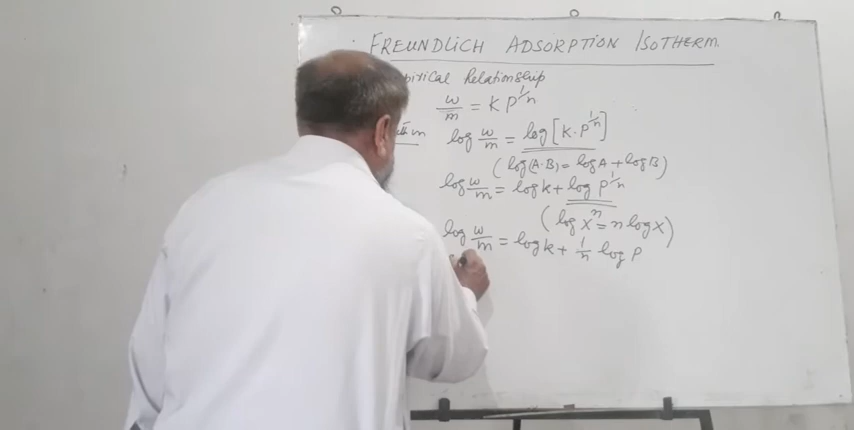 FREUNDLICH ADSORPTION ISOTHERM
Relationship
w/m = K P^1/n
log w/m = log [K · P^1/n]
(log(A·B) = log A + log B)
log w/m = log k + log P^1/n
(log x^n = n log x)
log w/m = log k + 1/n log P